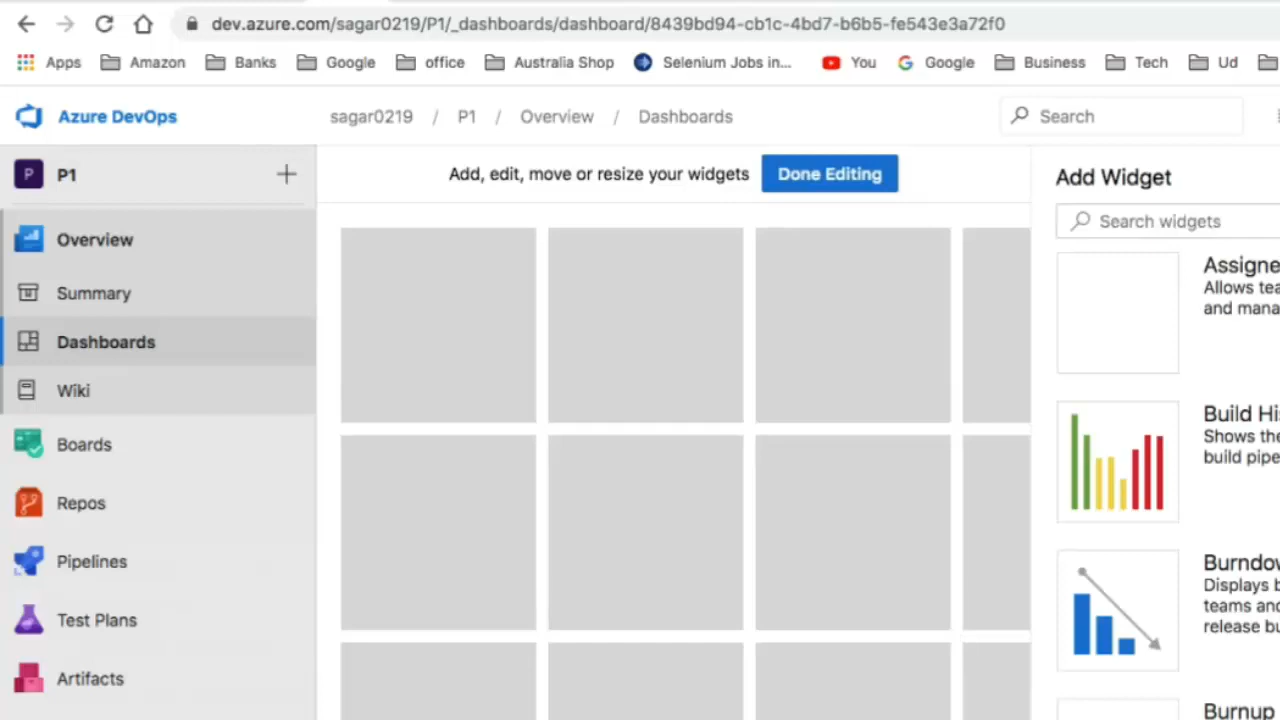 dev.azure.com/sagar0219/P1/_dashboards/dashboard/8439bd94-cb1c-4bd7-b6b5-fe543e3a72f0
Apps Amazon Banks Google office Australia Shop Selenium Jobs in... You Google Business Tech Ud
Azure DevOps sagar0219 / P1 / Overview / Dashboards Search
P P1 +
Add, edit, move or resize your widgets Done Editing
Add Widget
Search widgets
Overview
Summary
Dashboards
Wiki
Boards
Repos
Pipelines
Test Plans
Artifacts
Assigne
Allows tea
and mana
Build His
Shows the
build pipe
Burndow
Displays b
teams and
release bu
Burnup